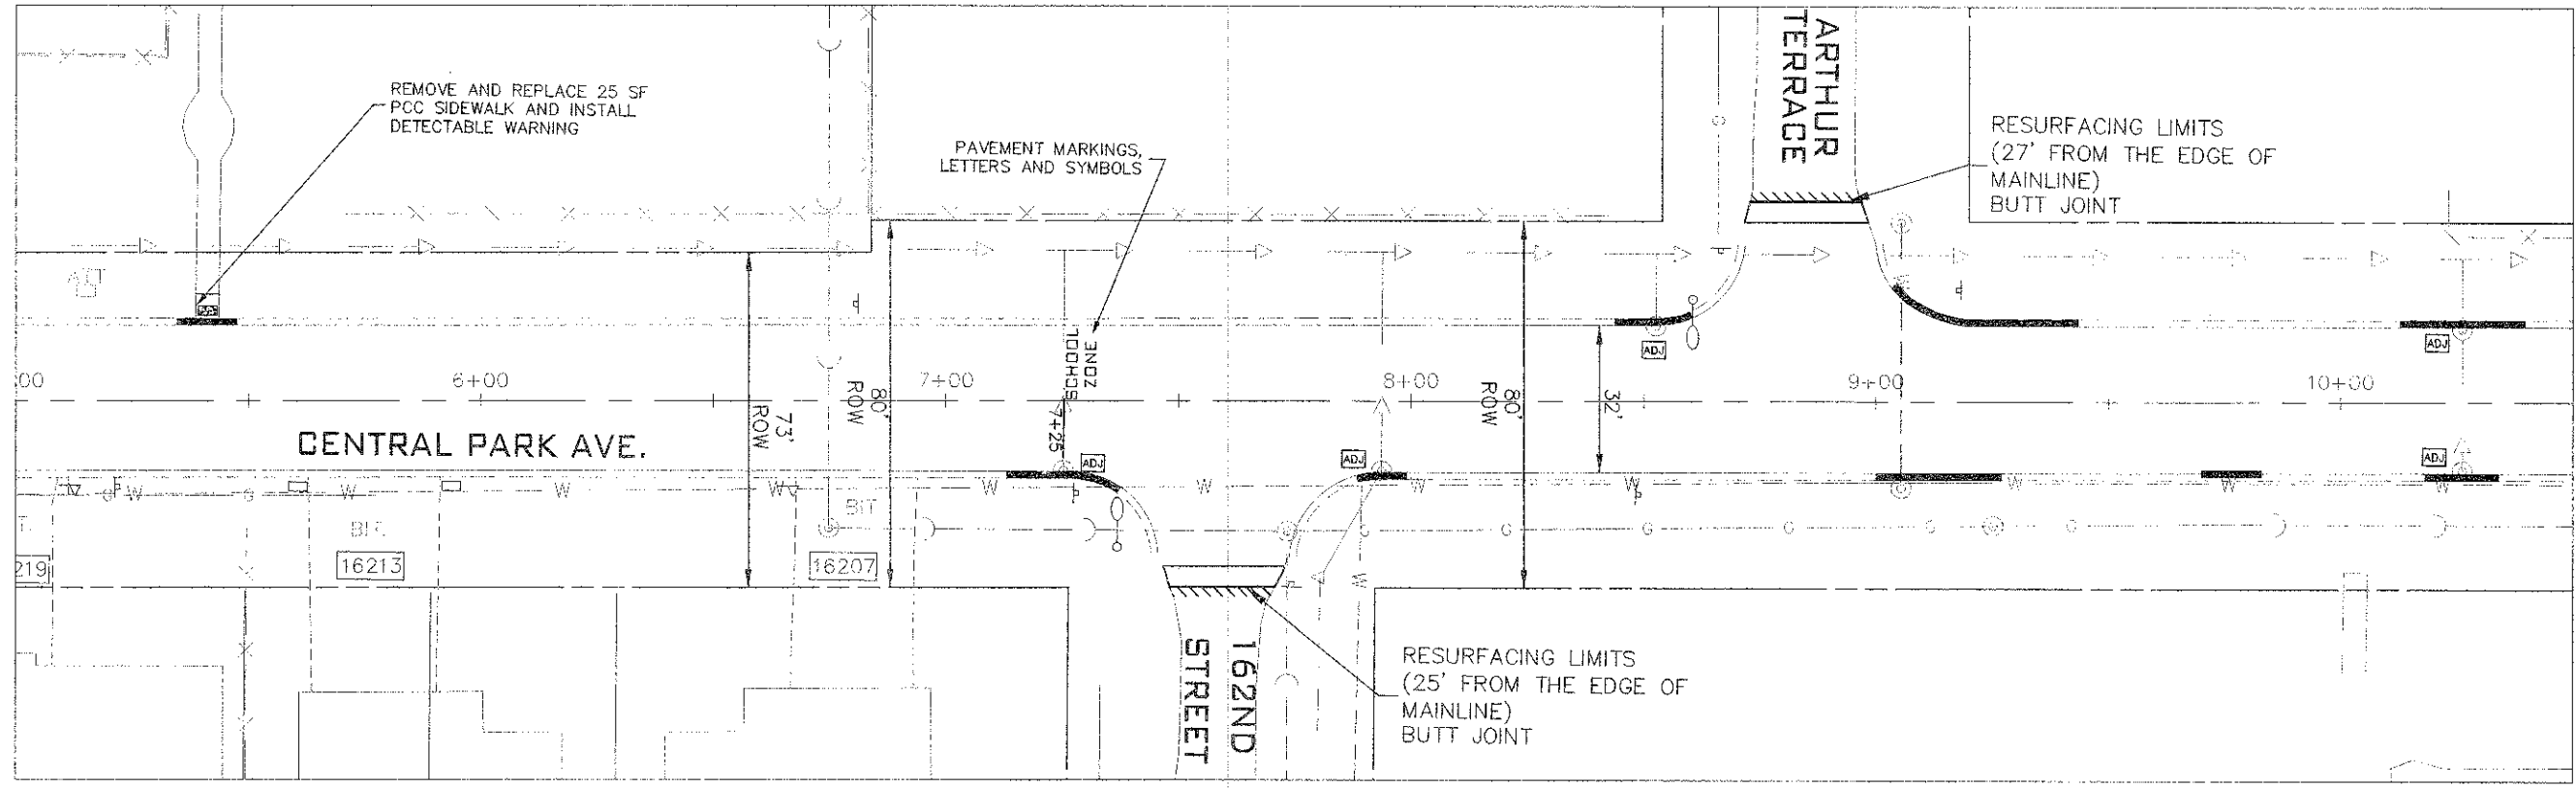 REMOVE AND REPLACE 25 SF
PCC SIDEWALK AND INSTALL
DETECTABLE WARNING
PAVEMENT MARKINGS,
LETTERS AND SYMBOLS
ARTHUR
TERRACE
RESURFACING LIMITS
(27' FROM THE EDGE OF
MAINLINE)
BUTT JOINT
SCHOOL
ZONE
ADJ
ADJ
00
6+00
7+00
8+00
9+00
10+00
73'
ROW
80'
ROW
7+25
80'
ROW
32'
CENTRAL PARK AVE.
ADJ
ADJ
ADJ
W
G
W
G
W
W
W
W
W
W
W
W
W
W
BIT
G
G
G
G
G
G
219
16213
16207
162ND
STREET
RESURFACING LIMITS
(25' FROM THE EDGE OF
MAINLINE)
BUTT JOINT